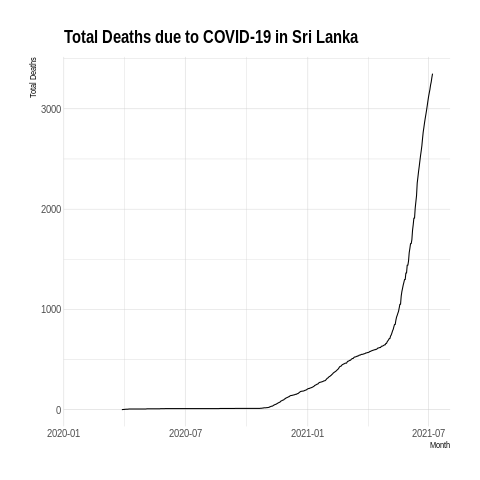 Total Deaths due to COVID-19 in Sri Lanka
Total Deaths
3000
2000
1000
0
2020-01 2020-07 2021-01 2021-07
Month